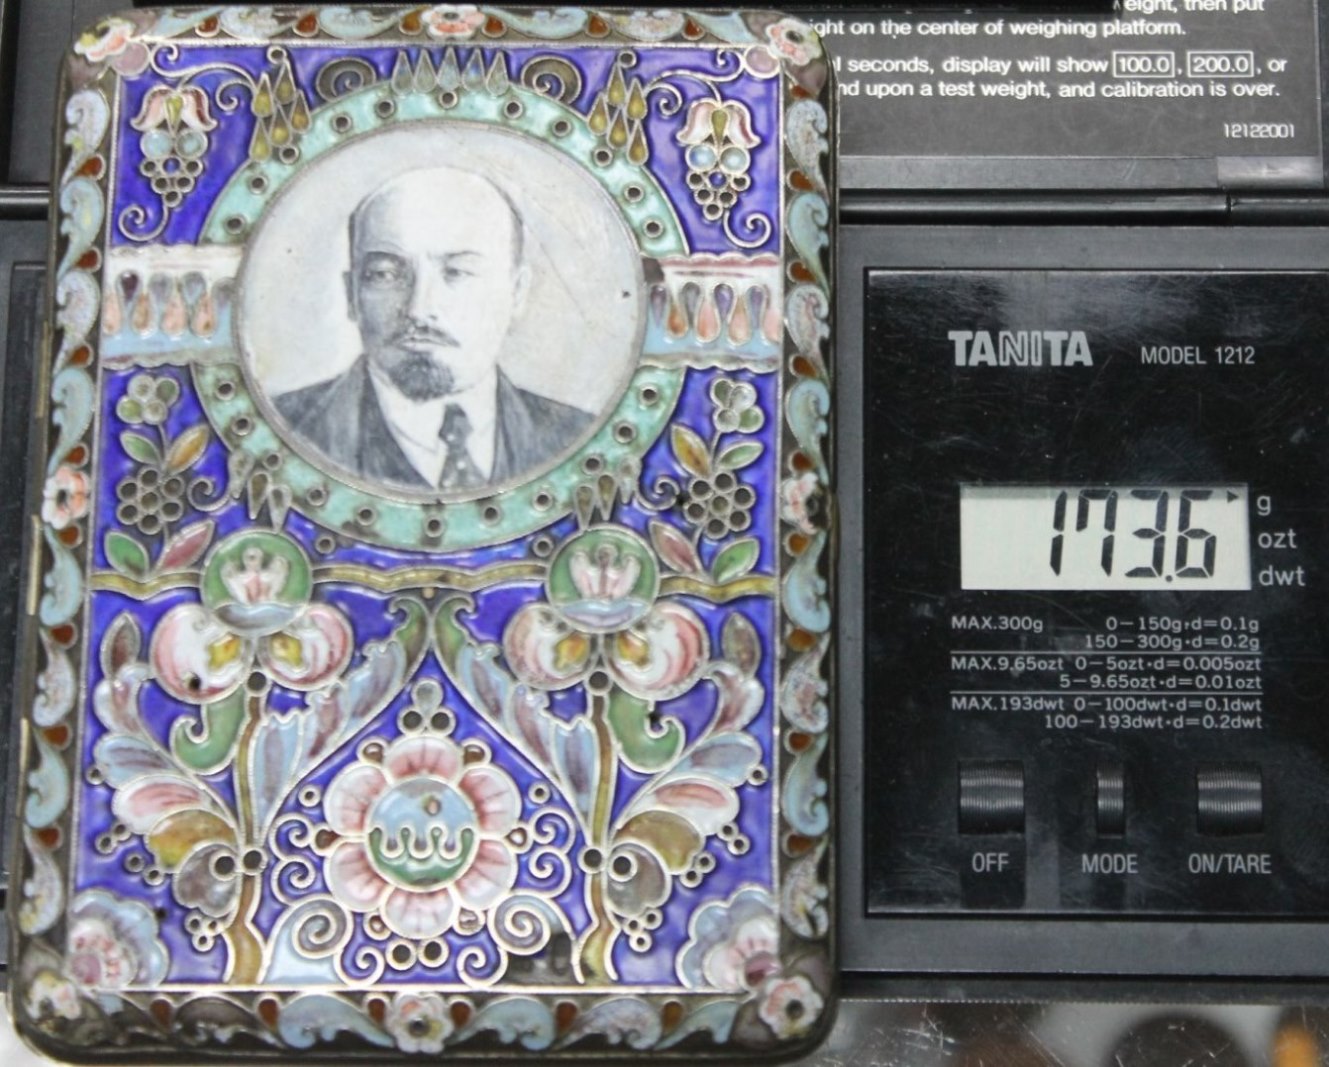 eight, then put
ght on the center of weighing platform.
l seconds, display will show 100.0, 200.0, or
nd upon a test weight, and calibration is over.
12122001
TANITA MODEL 1212
173.6 g
ozt
dwt
MAX.300g 0-150g·d=0.1g
150-300g·d=0.2g
MAX.9.65ozt 0-5ozt·d=0.005ozt
5-9.65ozt·d=0.01ozt
MAX.193dwt 0-100dwt·d=0.1dwt
100-193dwt·d=0.2dwt
OFF MODE ON/TARE